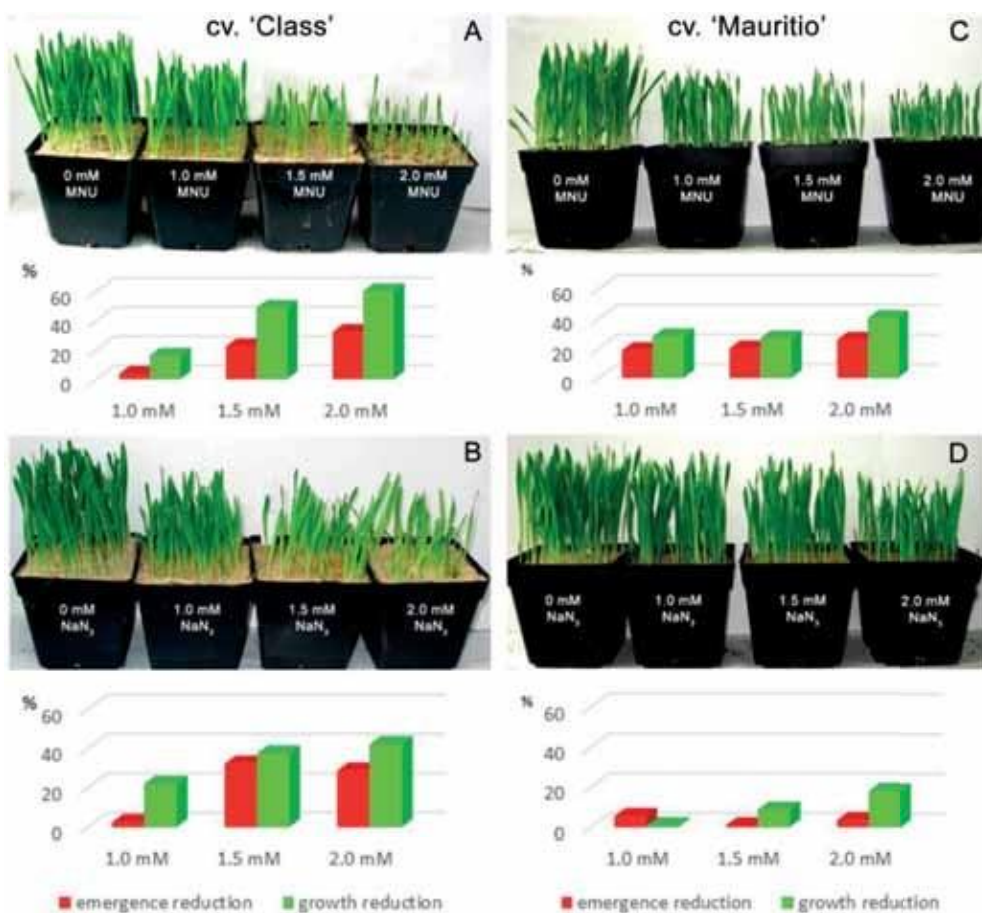 cv. 'Class'
A
0 mM
MNU
1.0 mM
MNU
1.5 mM
MNU
2.0 mM
MNU
%
60
40
20
0
1.0 mM
1.5 mM
2.0 mM
B
0 mM
NaN₃
1.0 mM
NaN₃
1.5 mM
NaN₃
2.0 mM
NaN₃
%
60
40
20
0
1.0 mM
1.5 mM
2.0 mM
emergence reduction
growth reduction
cv. 'Mauritio'
C
0 mM
MNU
1.0 mM
MNU
1.5 mM
MNU
2.0 mM
MNU
%
60
40
20
0
1.0 mM
1.5 mM
2.0 mM
D
0 mM
NaN₃
1.0 mM
NaN₃
1.5 mM
NaN₃
2.0 mM
NaN₃
%
60
40
20
0
1.0 mM
1.5 mM
2.0 mM
emergence reduction
growth reduction